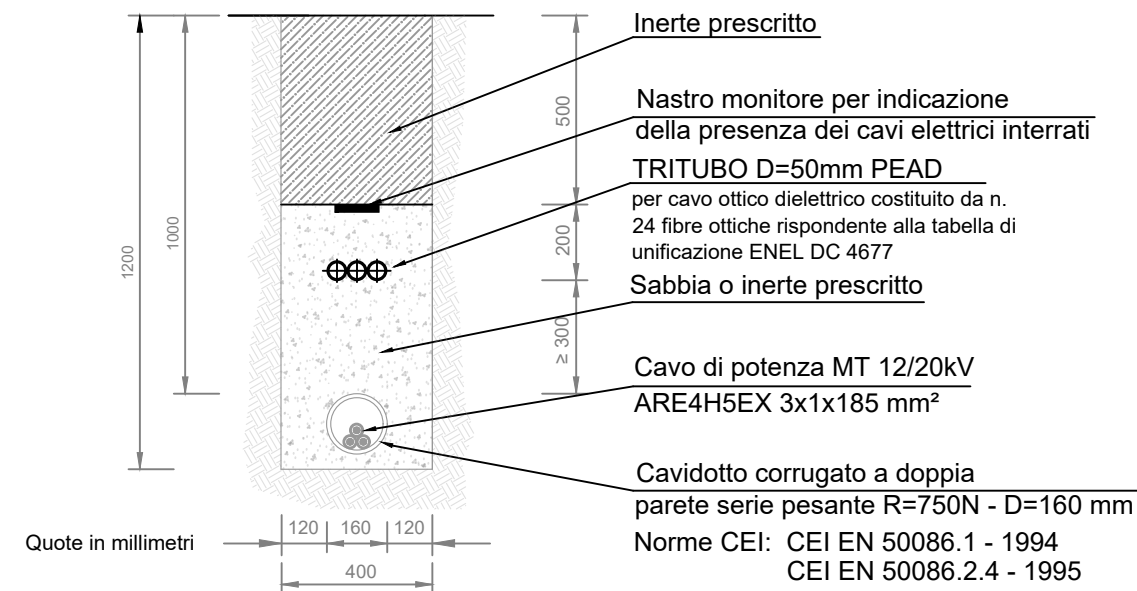 Inerte prescritto
Nastro monitore per indicazione
della presenza dei cavi elettrici interrati
TRITUBO D=50mm PEAD
per cavo ottico dielettrico costituito da n.
24 fibre ottiche rispondente alla tabella di
unificazione ENEL DC 4677
Sabbia o inerte prescritto
Cavo di potenza MT 12/20kV
ARE4H5EX 3x1x185 mm²
Cavidotto corrugato a doppia
parete serie pesante R=750N - D=160 mm
Norme CEI: CEI EN 50086.1 - 1994
CEI EN 50086.2.4 - 1995
1200
1000
500
200
≥ 300
120 160 120
400
Quote in millimetri